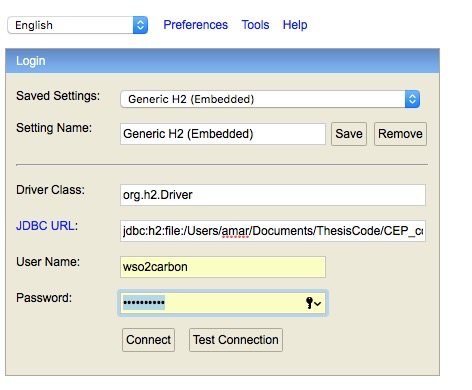 English Preferences Tools Help
Login
Saved Settings: Generic H2 (Embedded)
Setting Name: Generic H2 (Embedded) Save Remove
Driver Class: org.h2.Driver
JDBC URL: jdbc:h2:file:/Users/amar/Documents/ThesisCode/CEP_c
User Name: wso2carbon
Password: ••••••••••
Connect Test Connection